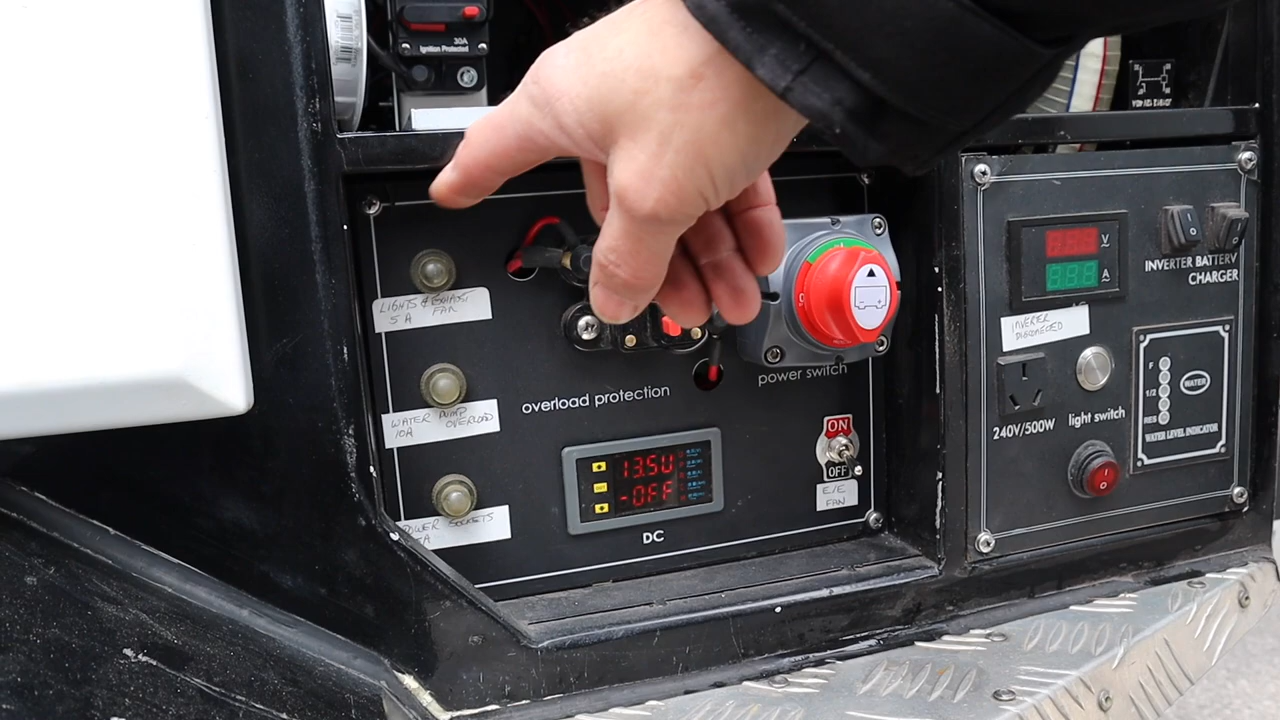 30A
Ignition Protected
LIGHTS & EXHAUST
FAN
5A
WATER PUMP
OVERLOAD
10A
POWER SOCKETS
overload protection
power switch
13.5U
-OFF
DC
ON
OFF
E/E
FAN
V
A
INVERTER BATTERY
CHARGER
INVERTER
DISCONNECTED
240V/500W
light switch
F
1/2
RES
WATER
WATER LEVEL INDICATOR